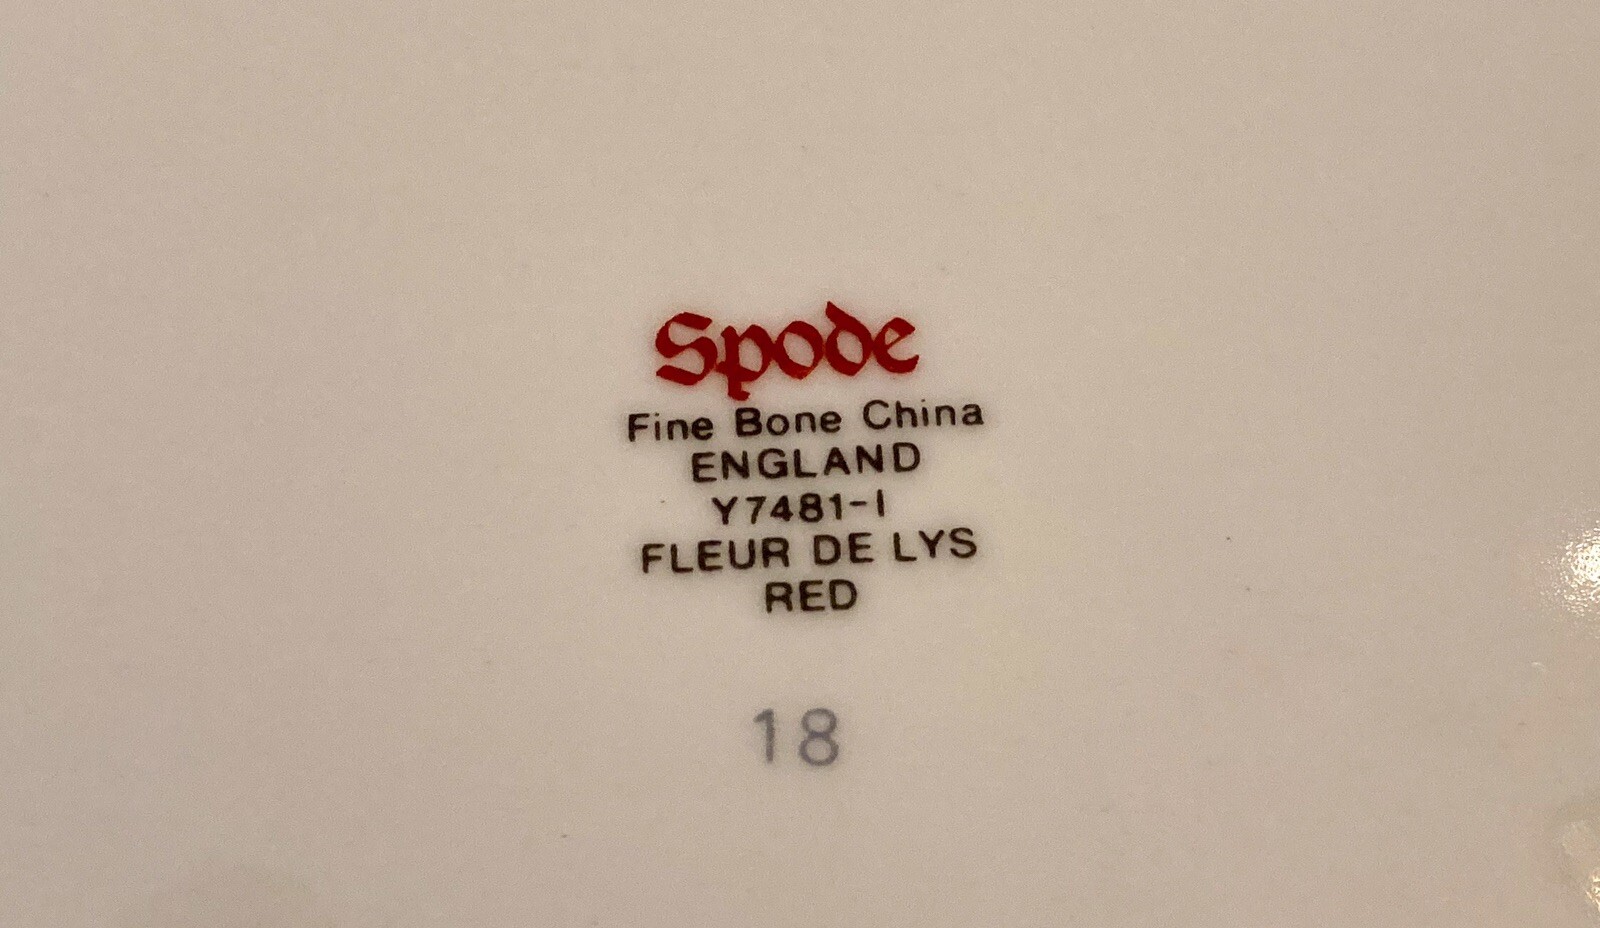 Spode
Fine Bone China
ENGLAND
Y7481-I
FLEUR DE LYS
RED
18